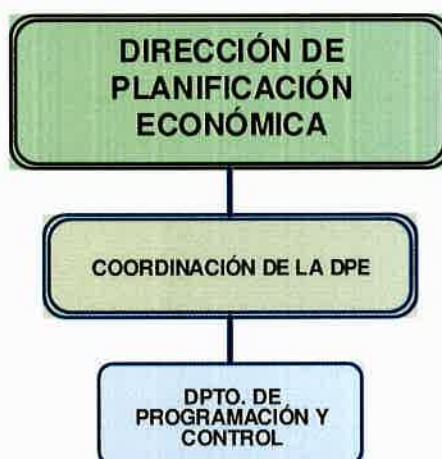 DIRECCIÓN DE
PLANIFICACIÓN
ECONÓMICA
COORDINACIÓN DE LA DPE
DPTO. DE
PROGRAMACIÓN Y
CONTROL